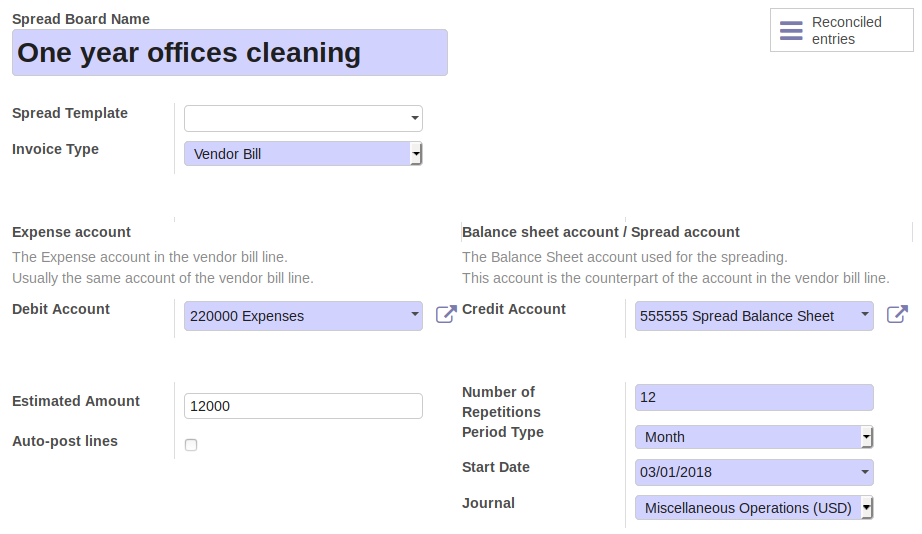 Spread Board Name
One year offices cleaning
Reconciled
entries
Spread Template
Invoice Type
Vendor Bill
Expense account
The Expense account in the vendor bill line.
Usually the same account of the vendor bill line.
Balance sheet account / Spread account
The Balance Sheet account used for the spreading.
This account is the counterpart of the account in the vendor bill line.
Debit Account
220000 Expenses
Credit Account
555555 Spread Balance Sheet
Estimated Amount
12000
Auto-post lines
Number of
Repetitions
12
Period Type
Month
Start Date
03/01/2018
Journal
Miscellaneous Operations (USD)